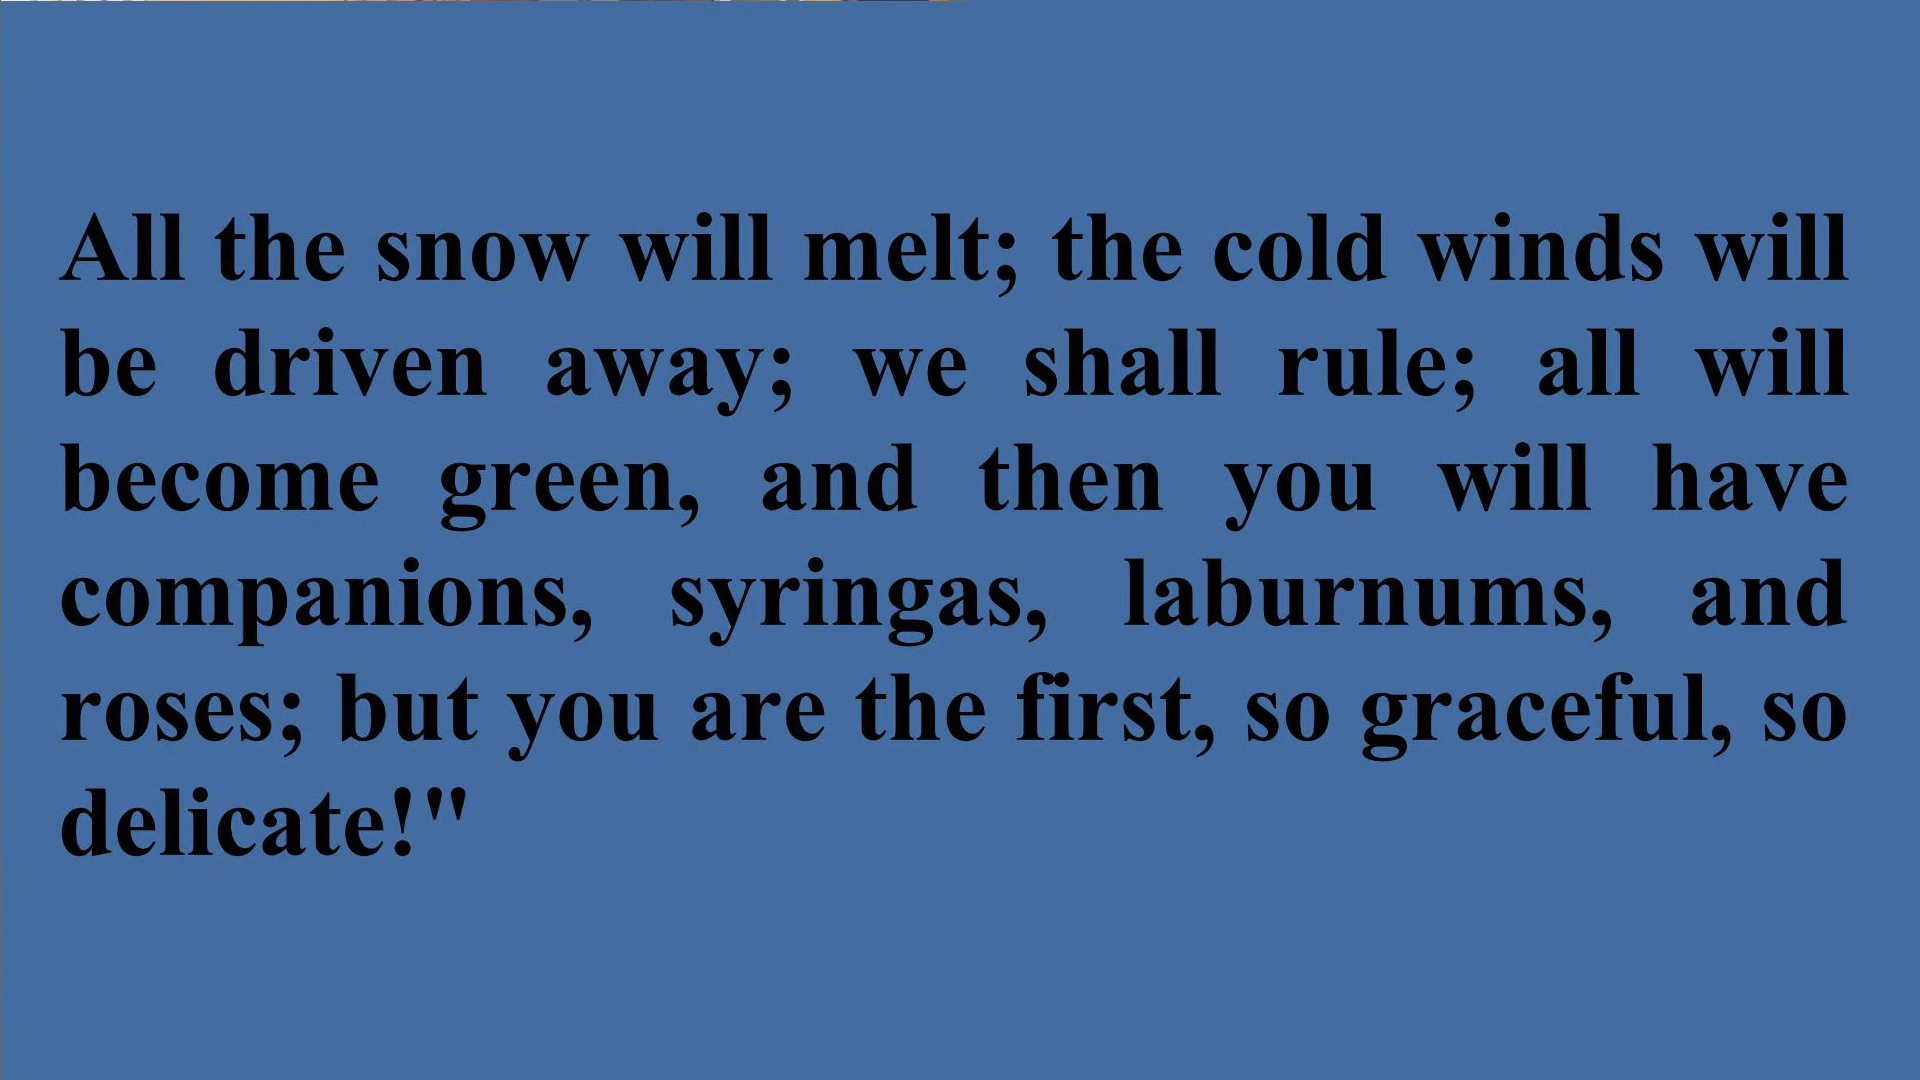 All the snow will melt; the cold winds will
be driven away; we shall rule; all will
become green, and then you will have
companions, syringas, laburnums, and
roses; but you are the first, so graceful, so
delicate!"